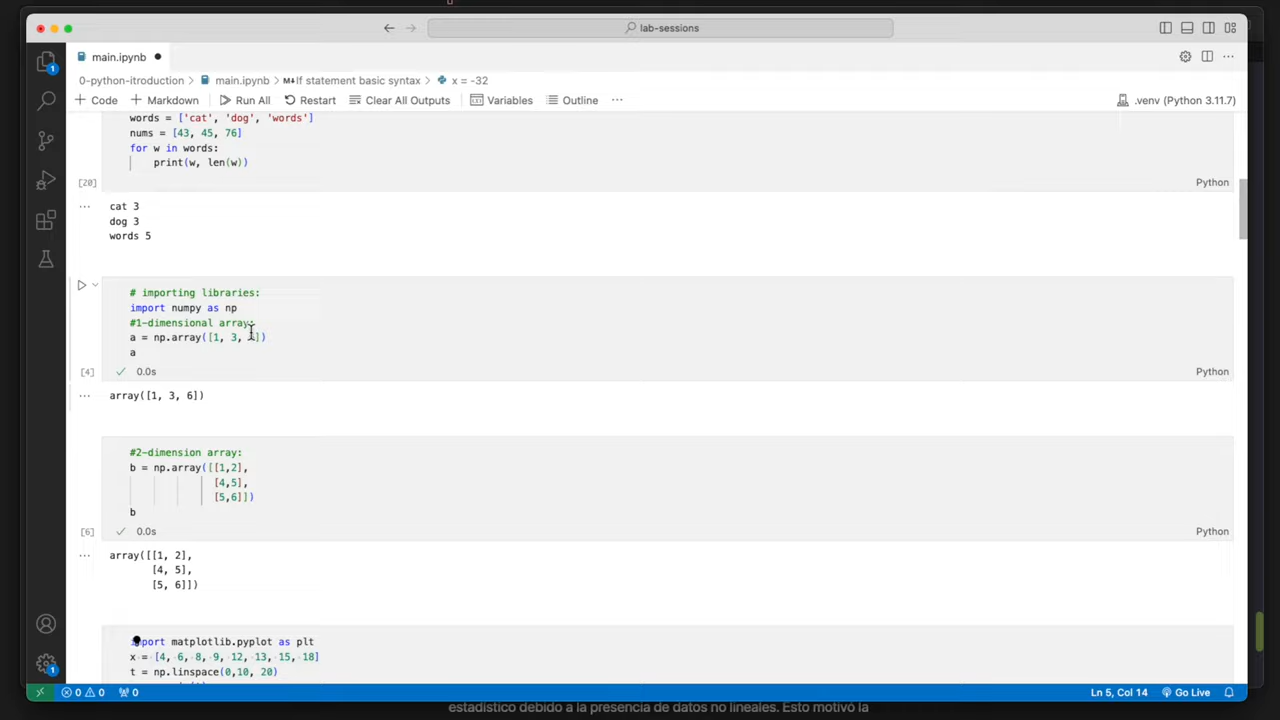 lab-sessions
main.ipynb
0-python-itroduction > main.ipynb > M↓If statement basic syntax > x = -32
+ Code + Markdown Run All Restart Clear All Outputs Variables Outline ... .venv (Python 3.11.7)
words = ['cat', 'dog', 'words']
nums = [43, 45, 76]
for w in words:
print(w, len(w))
[20] Python
... cat 3
dog 3
words 5
# importing libraries:
import numpy as np
#1-dimensional array:
a = np.array([1, 3, ])
a
[4] 0.0s Python
... array([1, 3, 6])
#2-dimension array:
b = np.array([[1,2],
[4,5],
[5,6]])
b
[6] 0.0s Python
... array([[1, 2],
[4, 5],
[5, 6]])
import matplotlib.pyplot as plt
x = [4, 6, 8, 9, 12, 13, 15, 18]
t = np.linspace(0,10, 20)
1
1
0 0 0 Ln 5, Col 14 Go Live
estadístico debido a la presencia de datos no lineales. Esto motivó la